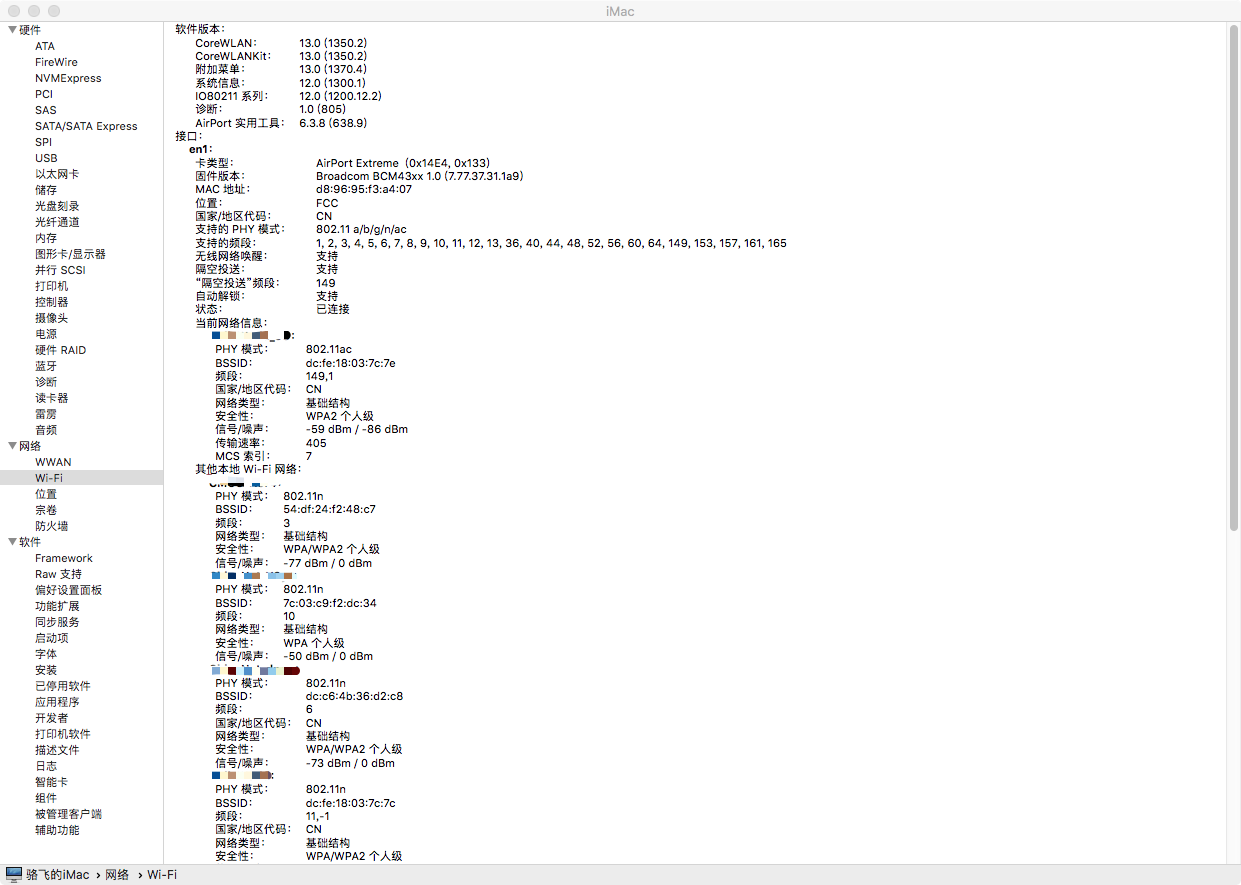 iMac
硬件
ATA
FireWire
NVMExpress
PCI
SAS
SATA/SATA Express
SPI
USB
以太网卡
储存
光盘刻录
光纤通道
内存
图形卡/显示器
并行 SCSI
打印机
控制器
摄像头
电源
硬件 RAID
蓝牙
诊断
读卡器
雷雳
音频
网络
WWAN
Wi-Fi
位置
宗卷
防火墙
软件
Framework
Raw 支持
偏好设置面板
功能扩展
同步服务
启动项
字体
安装
已停用软件
应用程序
开发者
打印机软件
描述文件
日志
智能卡
组件
被管理客户端
辅助功能
软件版本：
CoreWLAN： 13.0 (1350.2)
CoreWLANKit： 13.0 (1350.2)
附加菜单： 13.0 (1370.4)
系统信息： 12.0 (1300.1)
IO80211 系列： 12.0 (1200.12.2)
诊断： 1.0 (805)
AirPort 实用工具： 6.3.8 (638.9)
接口：
en1：
卡类型： AirPort Extreme  (0x14E4, 0x133)
固件版本： Broadcom BCM43xx 1.0 (7.77.37.31.1a9)
MAC 地址： d8:96:95:f3:a4:07
位置： FCC
国家/地区代码： CN
支持的 PHY 模式： 802.11 a/b/g/n/ac
支持的频段： 1, 2, 3, 4, 5, 6, 7, 8, 9, 10, 11, 12, 13, 36, 40, 44, 48, 52, 56, 60, 64, 149, 153, 157, 161, 165
无线网络唤醒： 支持
隔空投送： 支持
“隔空投送”频段： 149
自动解锁： 支持
状态： 已连接
当前网络信息：
PHY 模式： 802.11ac
BSSID： dc:fe:18:03:7c:7e
频段： 149,1
国家/地区代码： CN
网络类型： 基础结构
安全性： WPA2 个人级
信号/噪声： -59 dBm / -86 dBm
传输速率： 405
MCS 索引： 7
其他本地 Wi-Fi 网络：
PHY 模式： 802.11n
BSSID： 54:df:24:f2:48:c7
频段： 3
网络类型： 基础结构
安全性： WPA/WPA2 个人级
信号/噪声： -77 dBm / 0 dBm
PHY 模式： 802.11n
BSSID： 7c:03:c9:f2:dc:34
频段： 10
网络类型： 基础结构
安全性： WPA 个人级
信号/噪声： -50 dBm / 0 dBm
PHY 模式： 802.11n
BSSID： dc:c6:4b:36:d2:c8
频段： 6
国家/地区代码： CN
网络类型： 基础结构
安全性： WPA/WPA2 个人级
信号/噪声： -73 dBm / 0 dBm
PHY 模式： 802.11n
BSSID： dc:fe:18:03:7c:7c
频段： 11,-1
国家/地区代码： CN
网络类型： 基础结构
安全性： WPA/WPA2 个人级
骆飞的iMac › 网络 › Wi-Fi